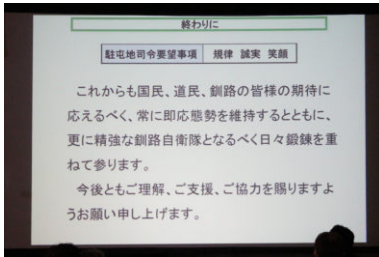 終わりに
駐屯地司令要望事項 規律 誠実 笑顔
これからも国民、道民、釧路の皆様の期待に
応えるべく、常に即応態勢を維持するとともに、
更に精強な釧路自衛隊となるべく日々鍛錬を重
ねて参ります。
今後ともご理解、ご支援、ご協力を賜りますよ
うお願い申し上げます。